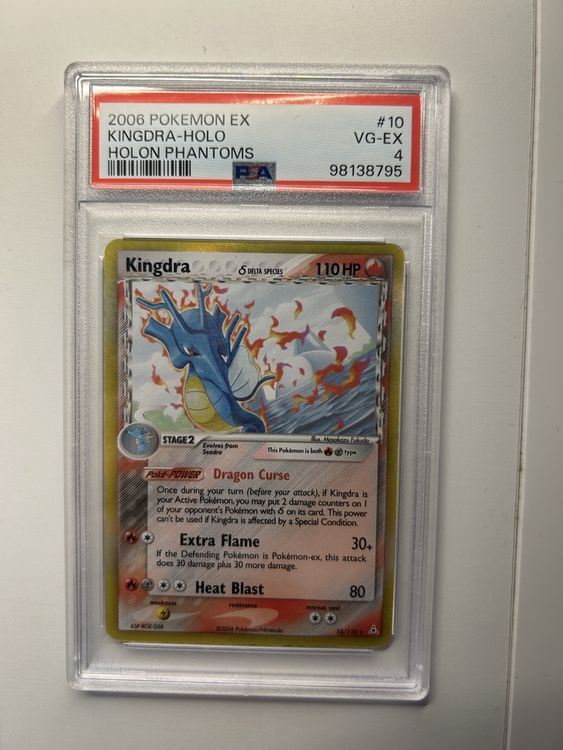 2006 POKEMON EX #10
KINGDRA-HOLO VG-EX
HOLON PHANTOMS 4
PSA 98138795
Kingdra δ DELTA SPECIES 110 HP
STAGE 2 Evolves from Seadra
Illus. Masakazu Fukuda
This Pokémon is both type.
Poké-POWER Dragon Curse
Once during your turn (before your attack), if Kingdra is
your Active Pokémon, you may put 2 damage counters on 1
of your opponent's Pokémon with δ on its card. This power
can't be used if Kingdra is affected by a Special Condition.
Extra Flame 30+
If the Defending Pokémon is Pokémon-ex, this attack
does 30 damage plus 30 more damage.
Heat Blast 80
weakness resistance retreat cost
©2006 Pokémon/Nintendo 10/110